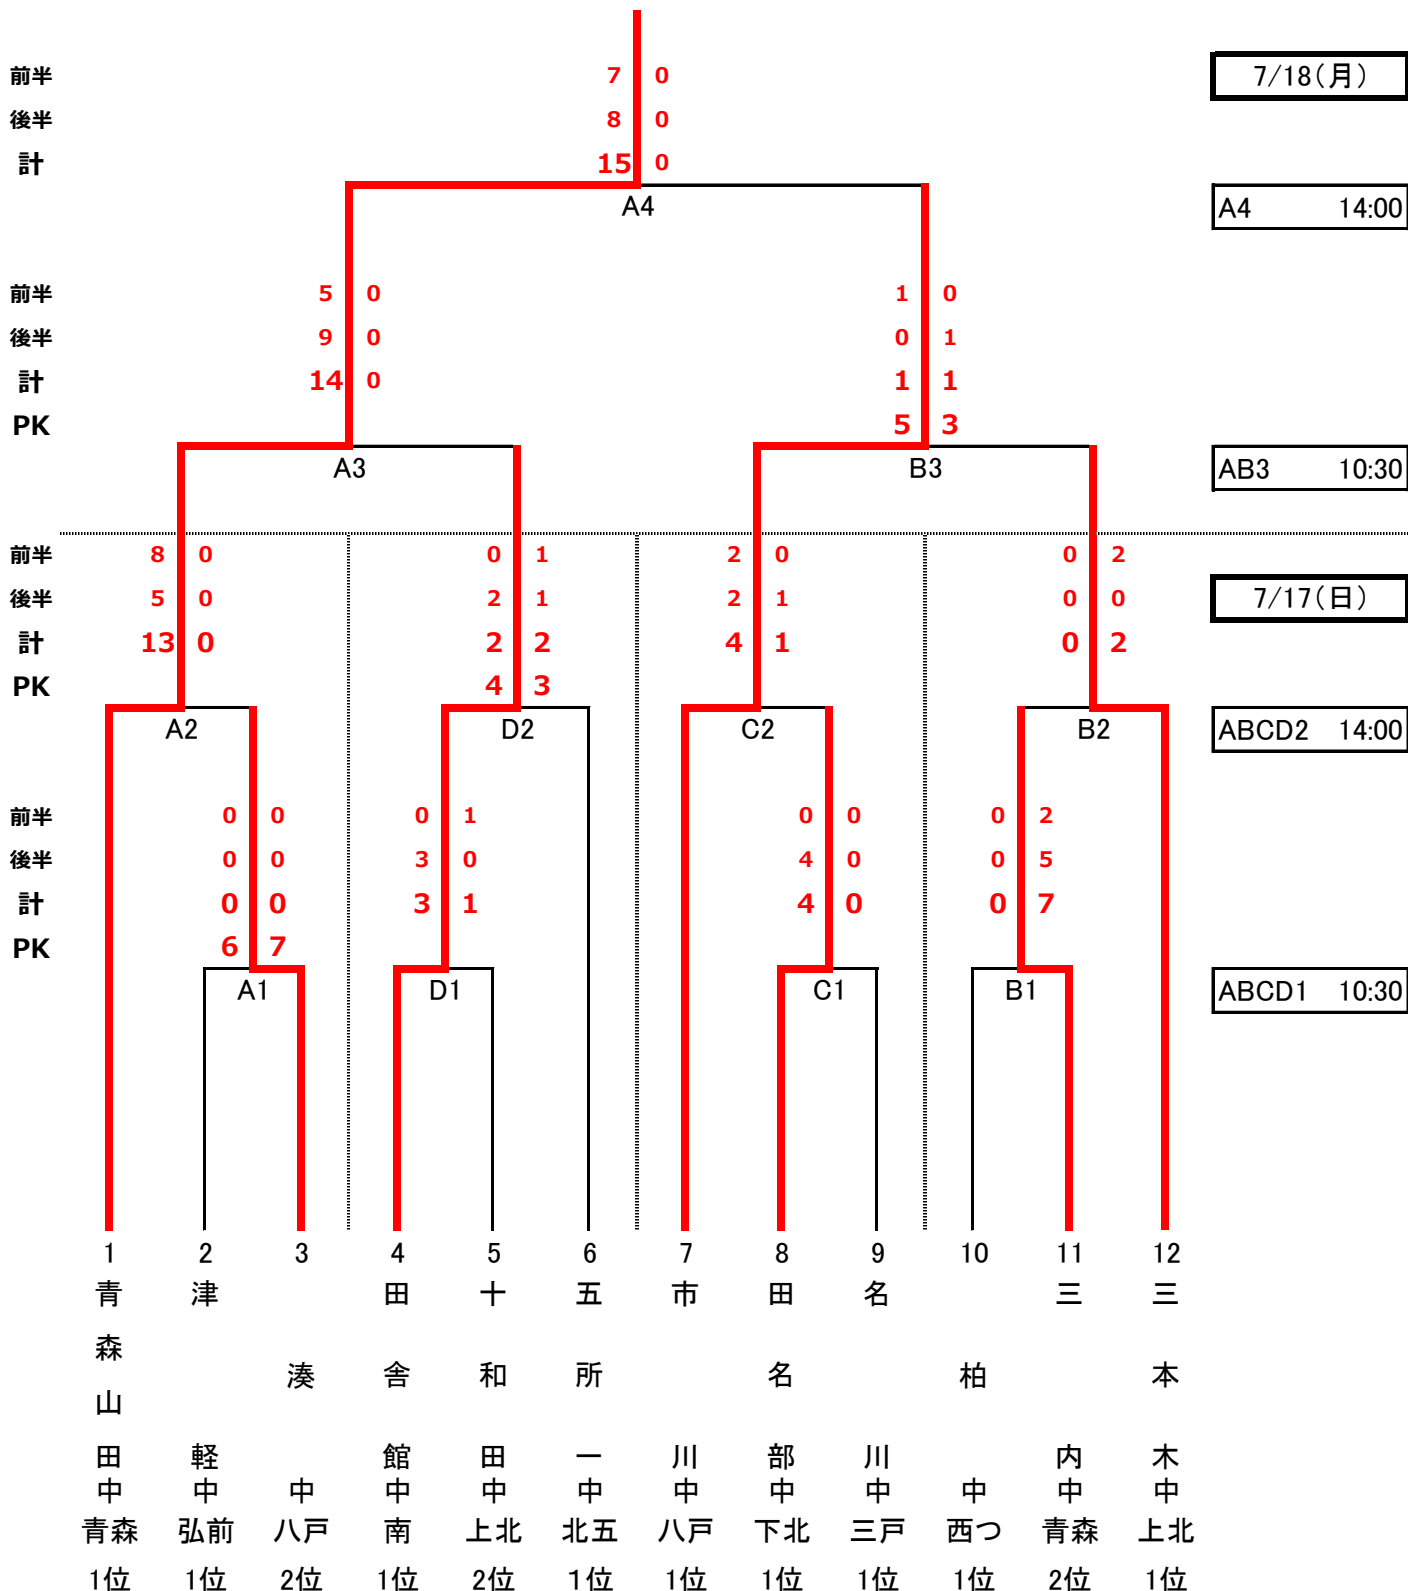 前半 7 0 7/18(月)
後半 8 0
計 15 0
A4 A4 14:00
前半 5 0 1 0
後半 9 0 0 1
計 14 0 1 1
PK 5 3
A3 B3 AB3 10:30
前半 8 0 0 1 2 0 0 2
後半 5 0 2 1 2 1 0 0 7/17(日)
計 13 0 2 2 4 1 0 2
PK 4 3
A2 D2 C2 B2 ABCD2 14:00
前半 0 0 0 1 0 0 0 2
後半 0 0 3 0 4 0 0 5
計 0 0 3 1 4 0 0 7
PK 6 7
A1 D1 C1 B1 ABCD1 10:30
1 2 3 4 5 6 7 8 9 10 11 12
青森山田中
津軽中
湊中
田舎館中
十和田中
五所一中
市川中
田名部中
名川中
柏中
三内中
三本木中
青森 弘前 八戸 南 上北 北五 八戸 下北 三戸 西つ 青森 上北
1位 1位 2位 1位 2位 1位 1位 1位 1位 1位 2位 1位